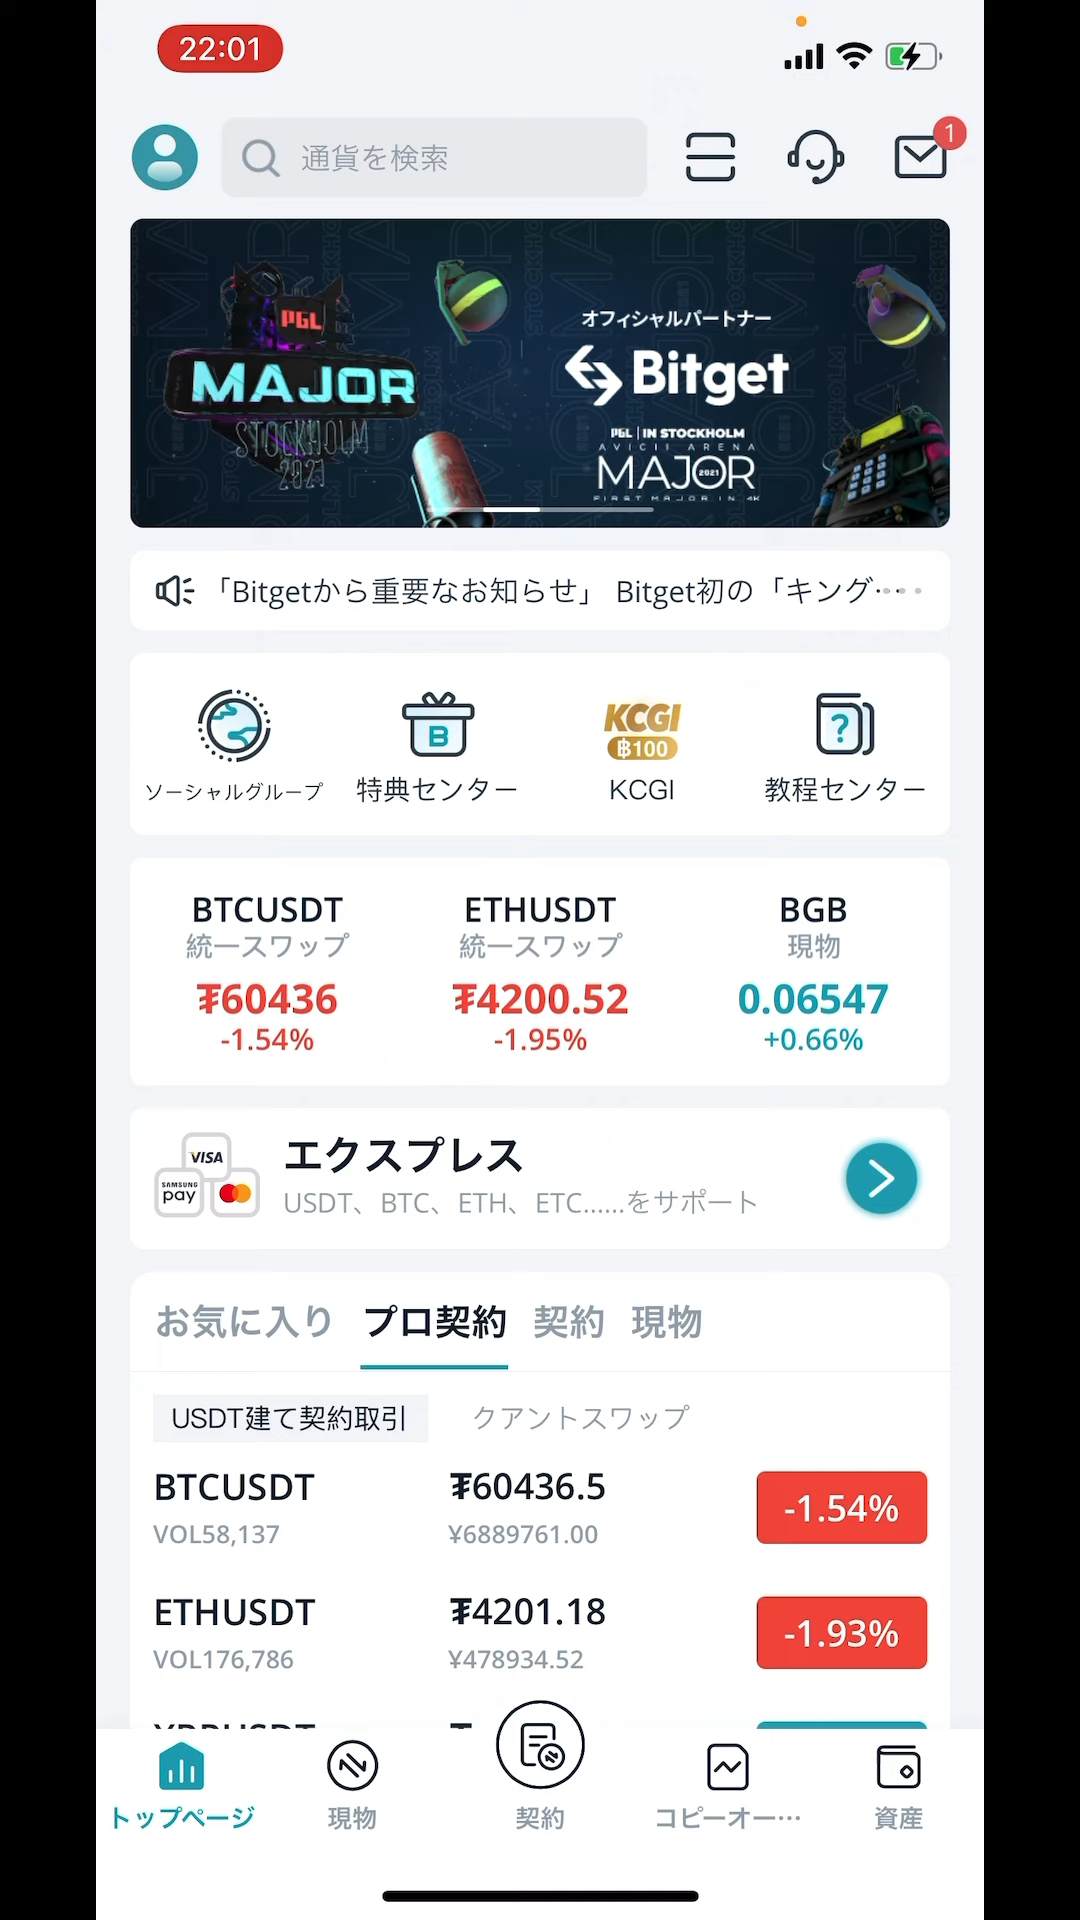 22:01
通貨を検索
1
PGL
MAJOR
STOCKHOLM
2021
オフィシャルパートナー
Bitget
PGL | IN STOCKHOLM
AVICII ARENA
MAJOR
2021
FIRST MAJOR IN 4K
「Bitgetから重要なお知らせ」 Bitget初の「キング…
B
KCGI
฿100
?
ソーシャルグループ
特典センター
KCGI
教程センター
BTCUSDT
ETHUSDT
BGB
統一スワップ
統一スワップ
現物
₮60436
₮4200.52
0.06547
-1.54%
-1.95%
+0.66%
VISA
SAMSUNG
pay
エクスプレス
USDT、BTC、ETH、ETC......をサポート
お気に入り プロ契約 契約 現物
USDT建て契約取引 クアントスワップ
BTCUSDT ₮60436.5 -1.54%
VOL58,137 ¥6889761.00
ETHUSDT ₮4201.18 -1.93%
VOL176,786 ¥478934.52
トップページ
現物
契約
コピーオー…
資産